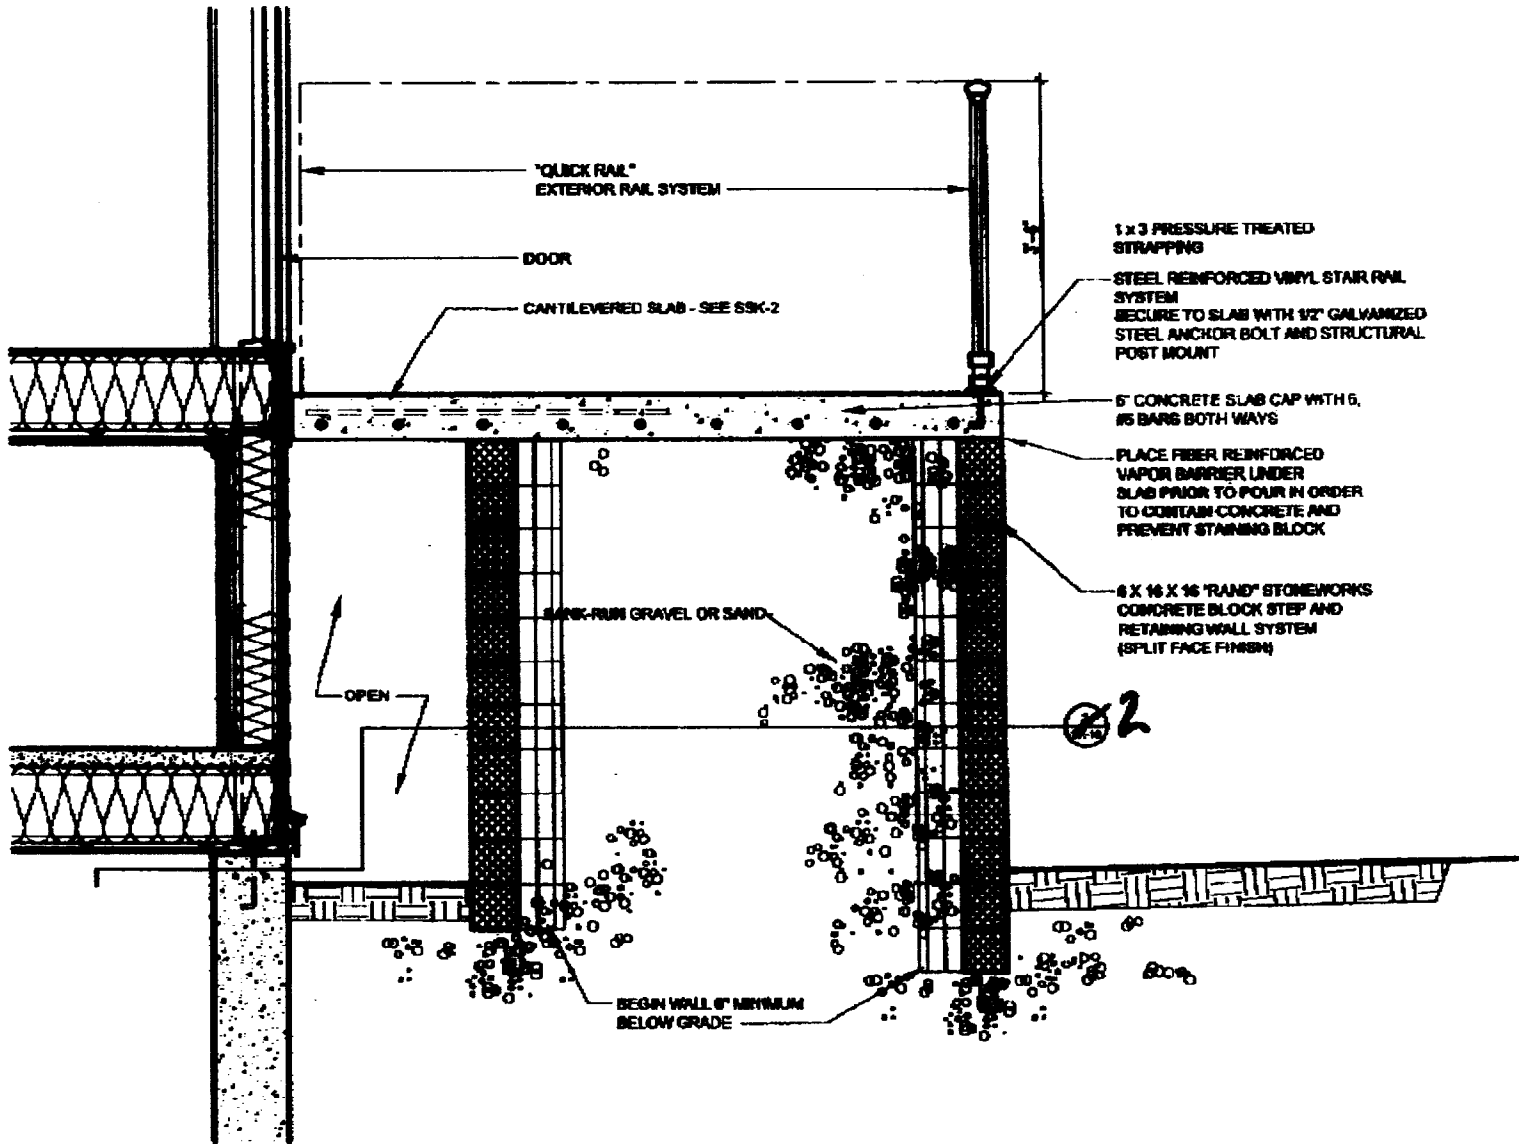 "QUICK RAIL"
EXTERIOR RAIL SYSTEM
DOOR
CANTILEVERED SLAB - SEE SSK-2
1 x 3 PRESSURE TREATED
STRAPPING
STEEL REINFORCED VINYL STAIR RAIL
SYSTEM
SECURE TO SLAB WITH 1/2" GALVANIZED
STEEL ANCHOR BOLT AND STRUCTURAL
POST MOUNT
CONCRETE SLAB CAP WITH
#5 BARS BOTH WAYS
PLACE FIBER REINFORCED
VAPOR BARRIER UNDER
SLAB PRIOR TO POUR IN ORDER
TO CONTAIN CONCRETE AND
PREVENT STAINING BLOCK
X 16 X 16 "RAND" STONEWORKS
CONCRETE BLOCK STEP AND
RETAINING WALL SYSTEM
(SPLIT FACE FINISH)
BANK-RUN GRAVEL OR SAND
OPEN
2
BEGIN WALL 6" MINIMUM
BELOW GRADE